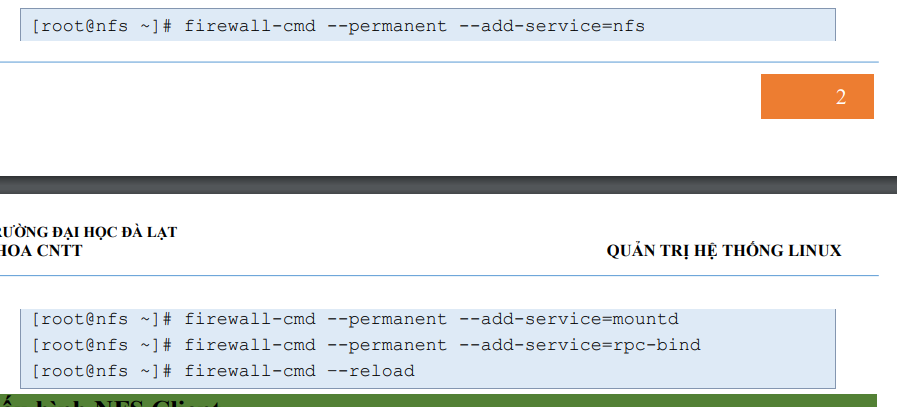 [root@nfs ~]# firewall-cmd --permanent --add-service=nfs
2
HOA CNTT
QUẢN TRỊ HỆ THỐNG LINUX
ĐẠI HỌC ĐÀ LẠT
[root@nfs ~]# firewall-cmd --permanent --add-service=mountd
[root@nfs ~]# firewall-cmd --permanent --add-service=rpc-bind
[root@nfs ~]# firewall-cmd –-reload
NFS Client